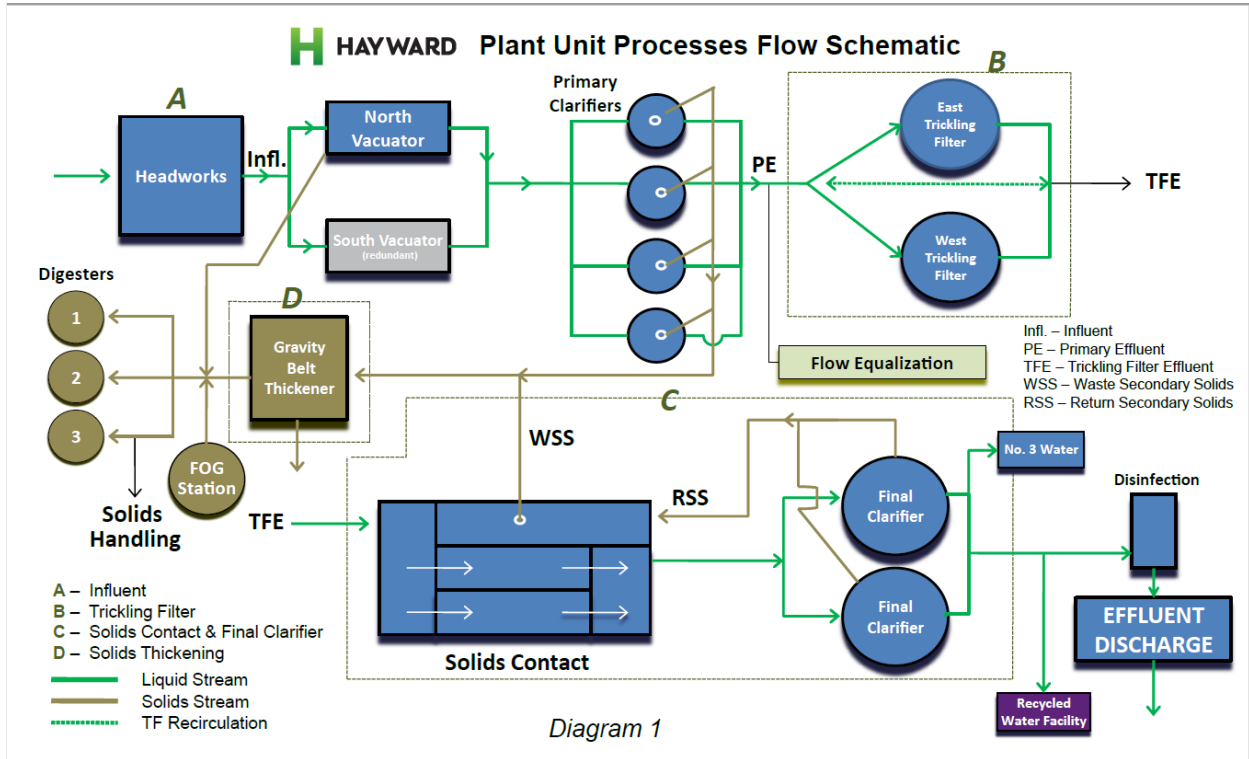 HAYWARD Plant Unit Processes Flow Schematic
A
Headworks
Infl.
North
Vacuator
South Vacuator
(redundant)
Primary
Clarifiers
PE
B
East
Trickling
Filter
West
Trickling
Filter
TFE
Flow Equalization
Infl. – Influent
PE – Primary Effluent
TFE – Trickling Filter Effluent
WSS – Waste Secondary Solids
RSS – Return Secondary Solids
Digesters
1
2
3
D
Gravity
Belt
Thickener
FOG
Station
Solids
Handling
WSS
C
TFE
RSS
Solids Contact
Final
Clarifier
Final
Clarifier
No. 3 Water
Disinfection
EFFLUENT
DISCHARGE
Recycled
Water Facility
A – Influent
B – Trickling Filter
C – Solids Contact & Final Clarifier
D – Solids Thickening
Liquid Stream
Solids Stream
TF Recirculation
Diagram 1